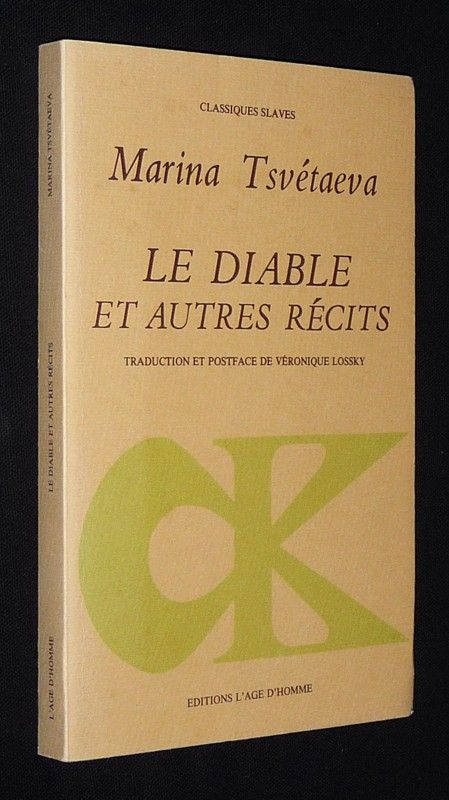 CLASSIQUES SLAVES
Marina Tsvétaeva
LE DIABLE
ET AUTRES RÉCITS
TRADUCTION ET POSTFACE DE VÉRONIQUE LOSSKY
CK
EDITIONS L'AGE D'HOMME
MARINA TSVÉTAEVA
LE DIABLE ET AUTRES RÉCITS
L'AGE D'HOMME